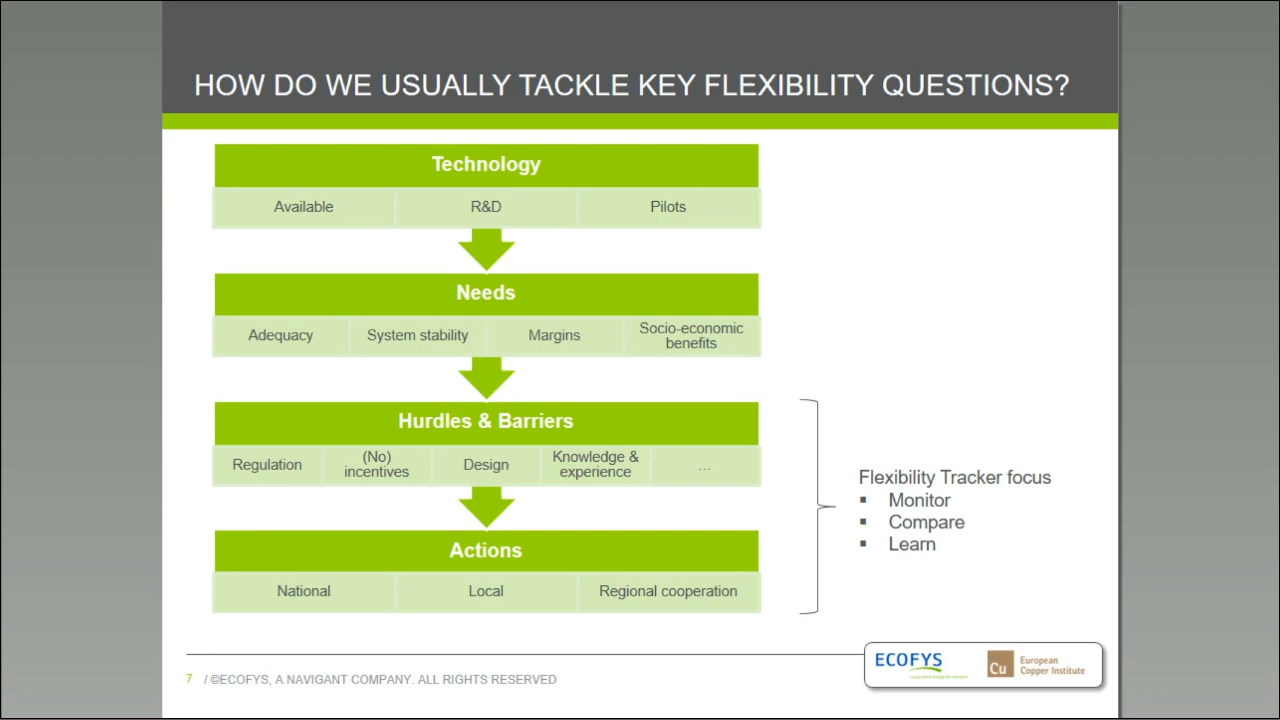 HOW DO WE USUALLY TACKLE KEY FLEXIBILITY QUESTIONS?
Technology
Available
R&D
Pilots
Needs
Adequacy
System stability
Margins
Socio-economic
benefits
Hurdles & Barriers
Regulation
(No)
incentives
Design
Knowledge &
experience
...
Actions
National
Local
Regional cooperation
Flexibility Tracker focus
▪ Monitor
▪ Compare
▪ Learn
7 / ©ECOFYS, A NAVIGANT COMPANY. ALL RIGHTS RESERVED
ECOFYS
Cu
European
Copper Institute